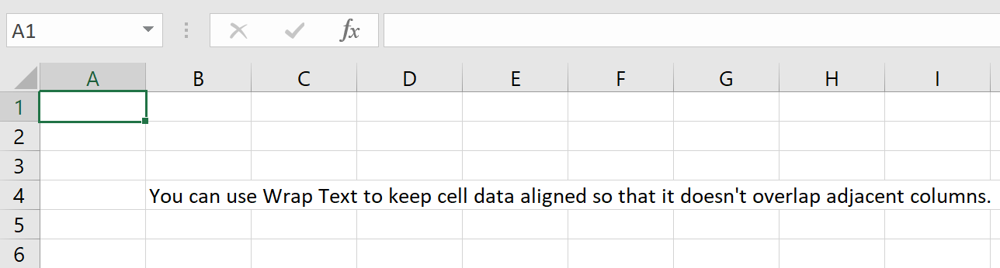 A1 fx
A B C D E F G H I
1
2
3
4 You can use Wrap Text to keep cell data aligned so that it doesn't overlap adjacent columns.
5
6